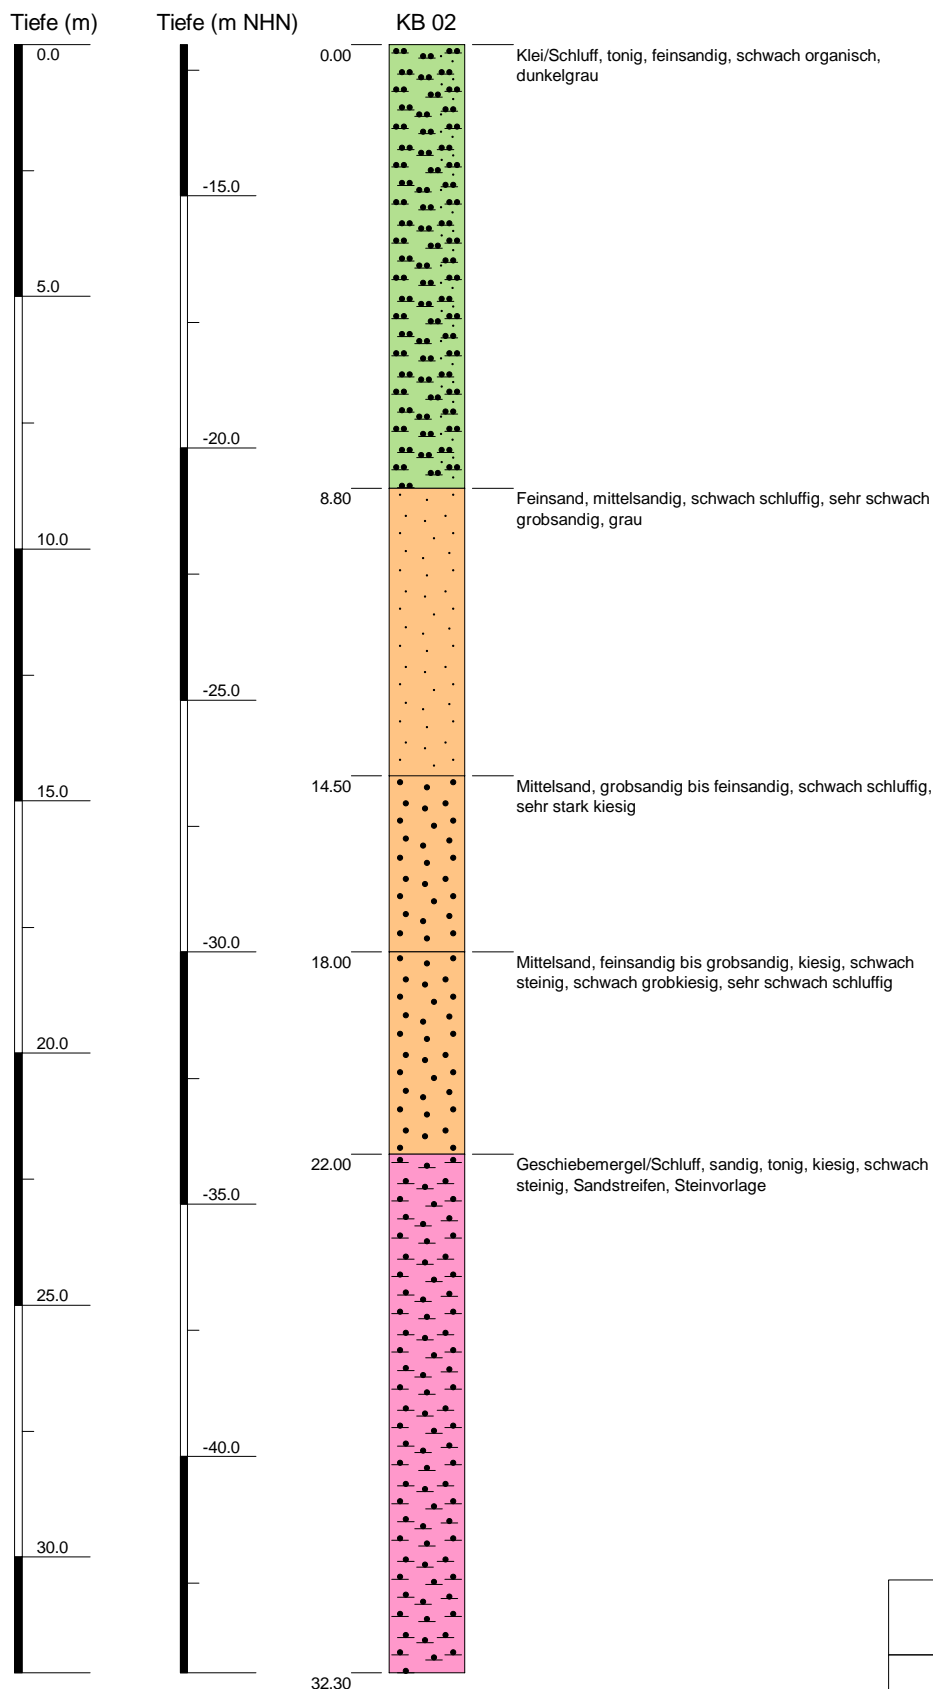 Tiefe (m)
Tiefe (m NHN)
KB 02
0.0
0.00
Klei/Schluff, tonig, feinsandig, schwach organisch,
dunkelgrau
-15.0
5.0
-20.0
8.80
Feinsand, mittelsandig, schwach schluffig, sehr schwach
grobsandig, grau
10.0
-25.0
14.50
Mittelsand, grobsandig bis feinsandig, schwach schluffig,
sehr stark kiesig
15.0
-30.0
18.00
Mittelsand, feinsandig bis grobsandig, kiesig, schwach
steinig, schwach grobkiesig, sehr schwach schluffig
20.0
22.00
Geschiebemergel/Schluff, sandig, tonig, kiesig, schwach
steinig, Sandstreifen, Steinvorlage
-35.0
25.0
-40.0
30.0
32.30